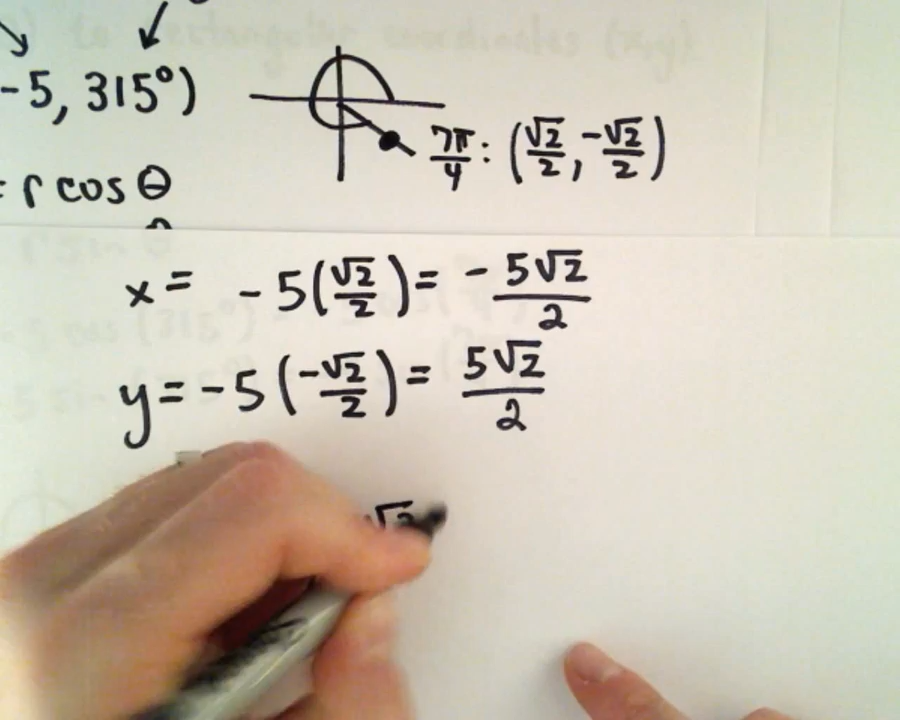 -5, 315°)
7π/4 : (√2/2, -√2/2)
= r cos θ
x = -5(√2/2) = -5√2/2
y = -5(-√2/2) = 5√2/2
√2